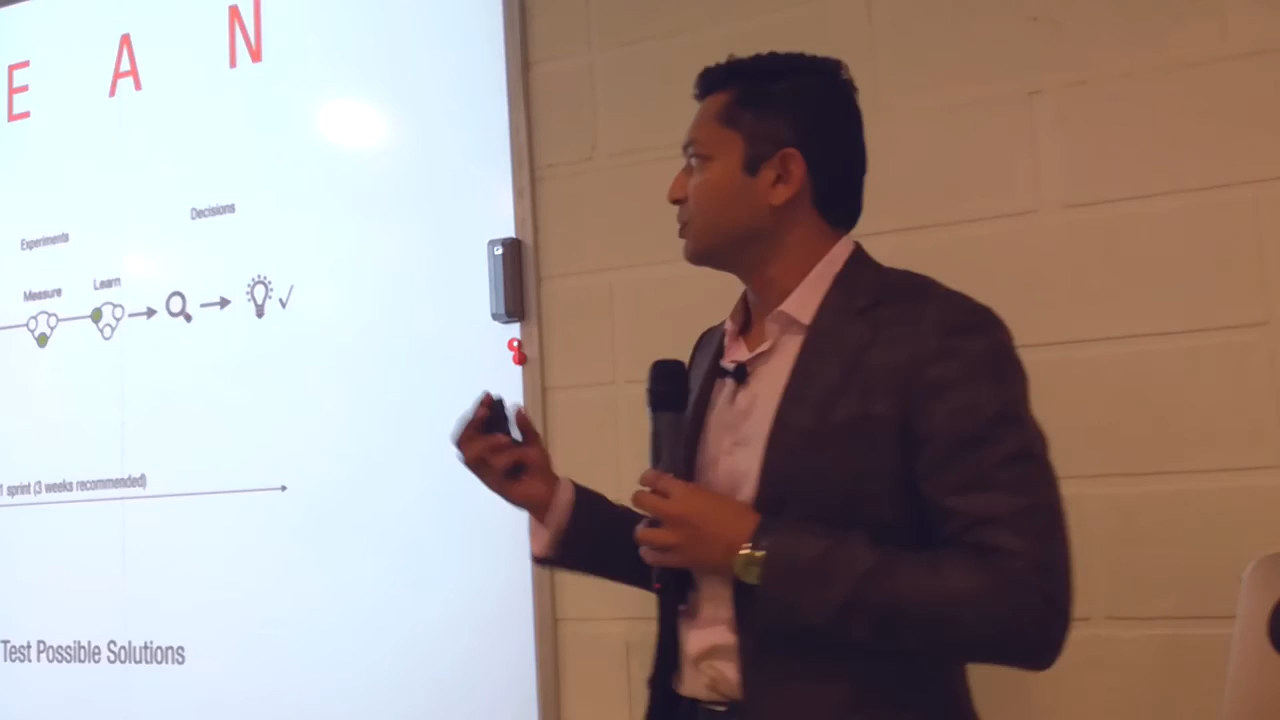 E A N
Decisions
Experiments
Learn
Measure
1 sprint (3 weeks recommended)
Test Possible Solutions